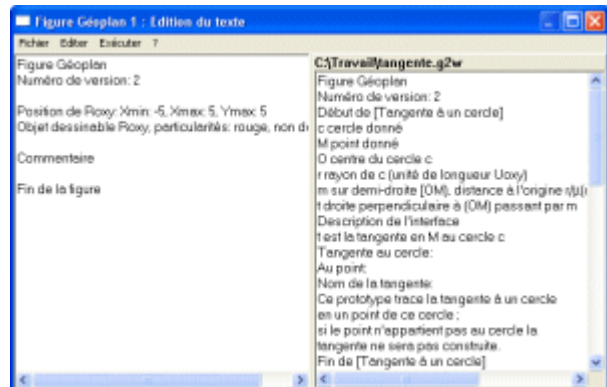 Figure Géoplan 1 : Edition du texte
Fichier Editer Exécuter ?
Figure Géoplan
Numéro de version: 2
Position de Roxy: Xmin: -5, Xmax: 5, Ymax: 5
Objet dessinable Roxy, particularités: rouge, non d
Commentaire
Fin de la figure
C:\Travail\tangente.g2w
Figure Géoplan
Numéro de version: 2
Début de [Tangente à un cercle]
c cercle donné
M point donné
O centre du cercle c
r rayon de c (unité de longueur Uoxy)
m sur demi-droite [OM), distance à l'origine r/µ(
t droite perpendiculaire à (OM) passant par m
Description de l'interface
t est la tangente en M au cercle c
Tangente au cercle:
Au point:
Nom de la tangente:
Ce prototype trace la tangente à un cercle
en un point de ce cercle ;
si le point n'appartient pas au cercle la
tangente ne sera pas construite.
Fin de [Tangente à un cercle]